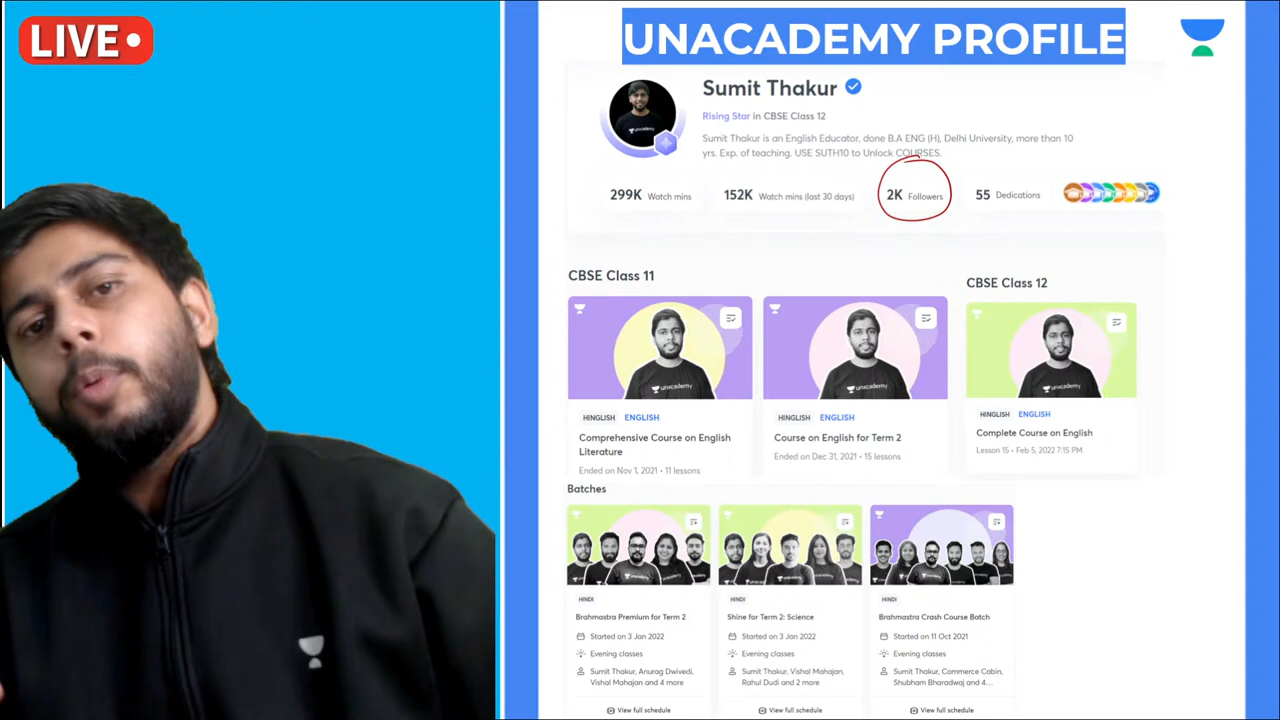 LIVE
UNACADEMY PROFILE
Sumit Thakur
Rising Star in CBSE Class 12
Sumit Thakur is an English Educator, done B.A ENG (H), Delhi University, more than 10
yrs. Exp. of teaching. USE SUTH10 to Unlock COURSES.
299K Watch mins
152K Watch mins (last 30 days)
2K Followers
55 Dedications
unacademy
CBSE Class 11
CBSE Class 12
unacademy
unacademy
unacademy
HINGLISH ENGLISH
Comprehensive Course on English
Literature
Ended on Nov 1, 2021 • 11 lessons
HINGLISH ENGLISH
Course on English for Term 2
Ended on Dec 31, 2021 • 15 lessons
HINGLISH ENGLISH
Complete Course on English
Lesson 15 • Feb 5, 2022 7:15 PM
Batches
HINDI
Brahmastra Premium for Term 2
Started on 3 Jan 2022
Evening classes
Sumit Thakur, Anurag Dwivedi,
Vishal Mahajan and 4 more
View full schedule
HINDI
Shine for Term 2: Science
Started on 3 Jan 2022
Evening classes
Sumit Thakur, Vishal Mahajan,
Rahul Dudi and 2 more
View full schedule
HINDI
Brahmastra Crash Course Batch
Started on 11 Oct 2021
Evening classes
Sumit Thakur, Commerce Cabin,
Shubham Bharadwaj and 4...
View full schedule